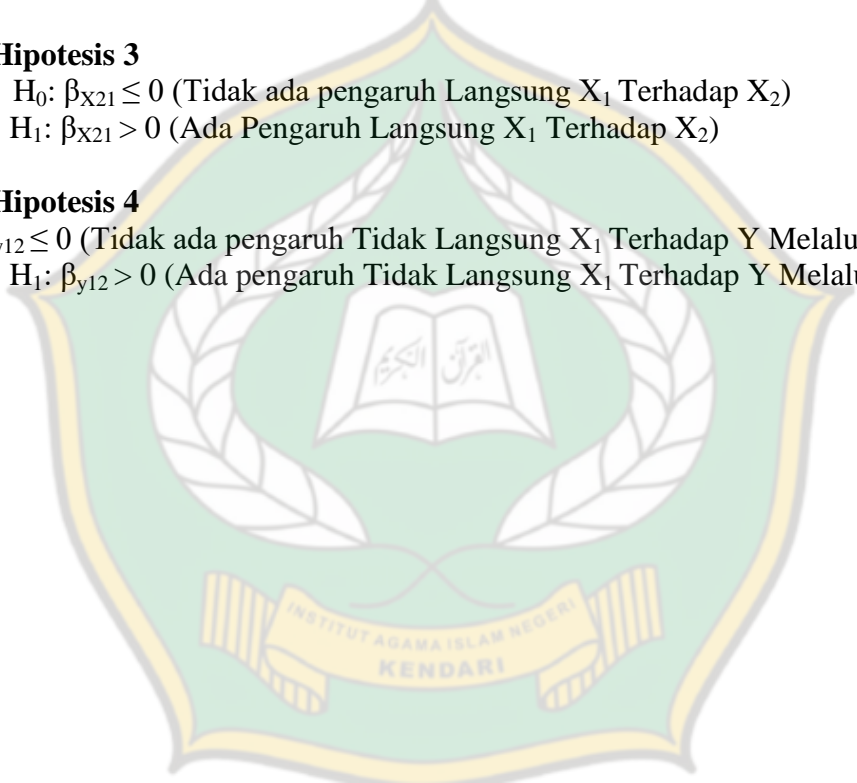 Hipotesis 3
H₀: βX21 ≤ 0 (Tidak ada pengaruh Langsung X₁ Terhadap X₂)
H₁: βX21 > 0 (Ada Pengaruh Langsung X₁ Terhadap X₂)
Hipotesis 4
y12 ≤ 0 (Tidak ada pengaruh Tidak Langsung X₁ Terhadap Y Melalu
H₁: βy12 > 0 (Ada pengaruh Tidak Langsung X₁ Terhadap Y Melalu
القرآن الكريم
INSTITUT AGAMA ISLAM NEGERI
KENDARI